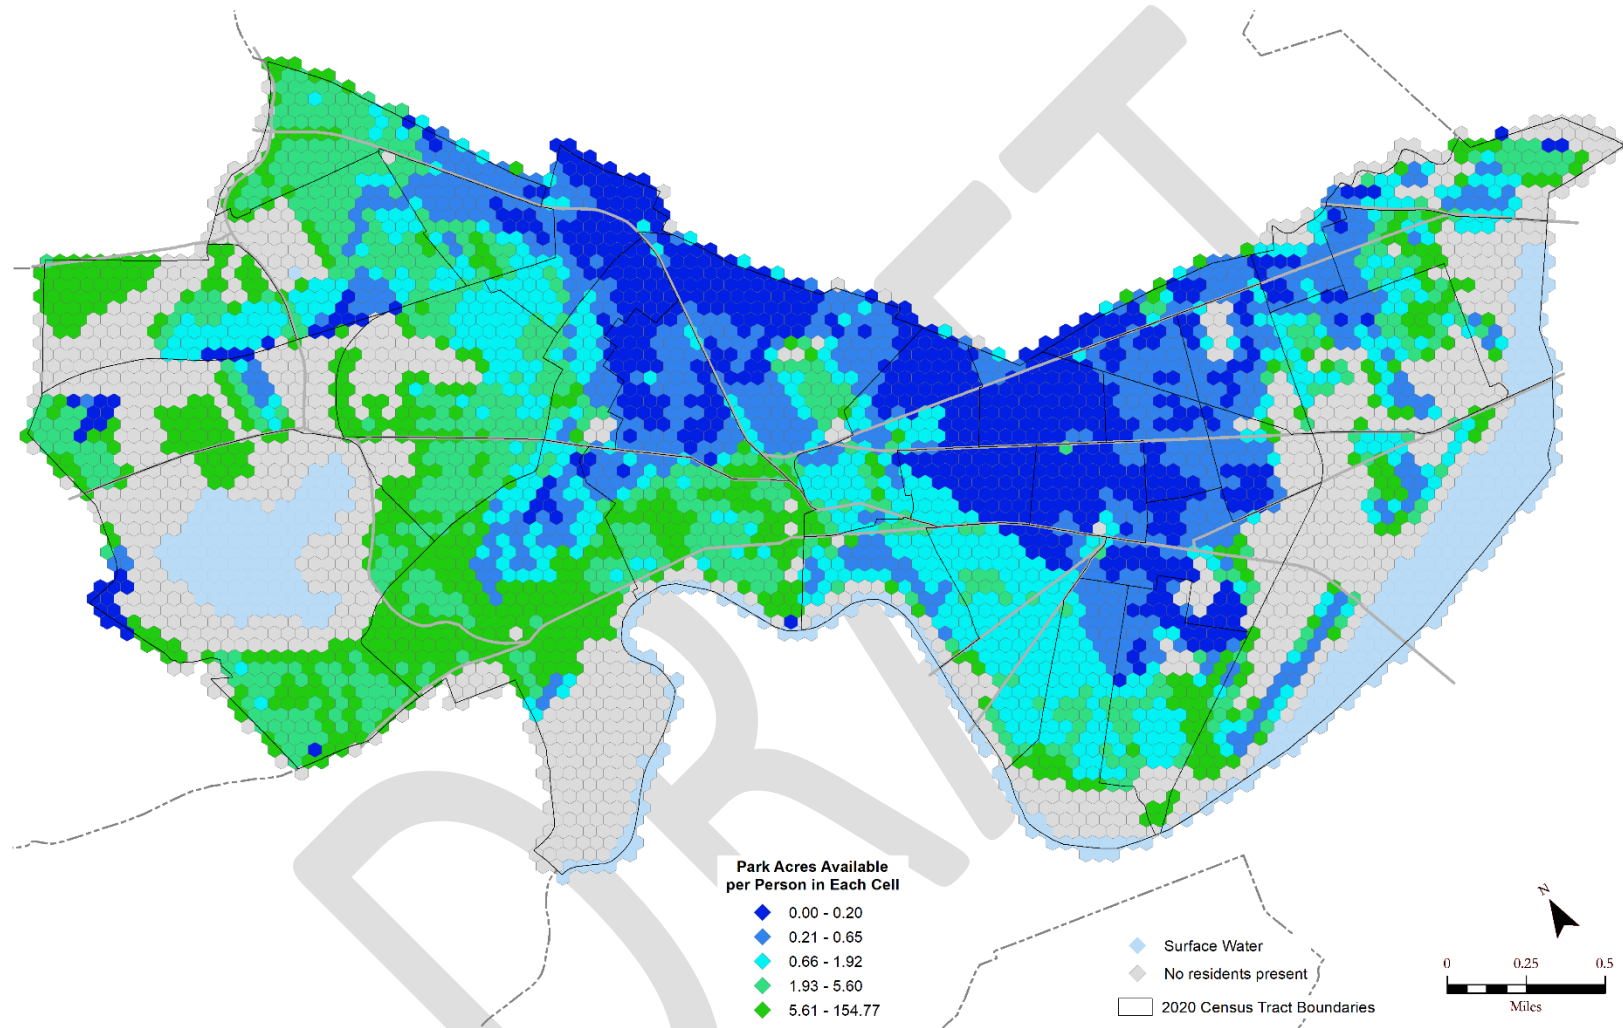 DRAFT
Park Acres Available
per Person in Each Cell
0.00 - 0.20
0.21 - 0.65
0.66 - 1.92
1.93 - 5.60
5.61 - 154.77
Surface Water
No residents present
2020 Census Tract Boundaries
N
0 0.25 0.5
Miles